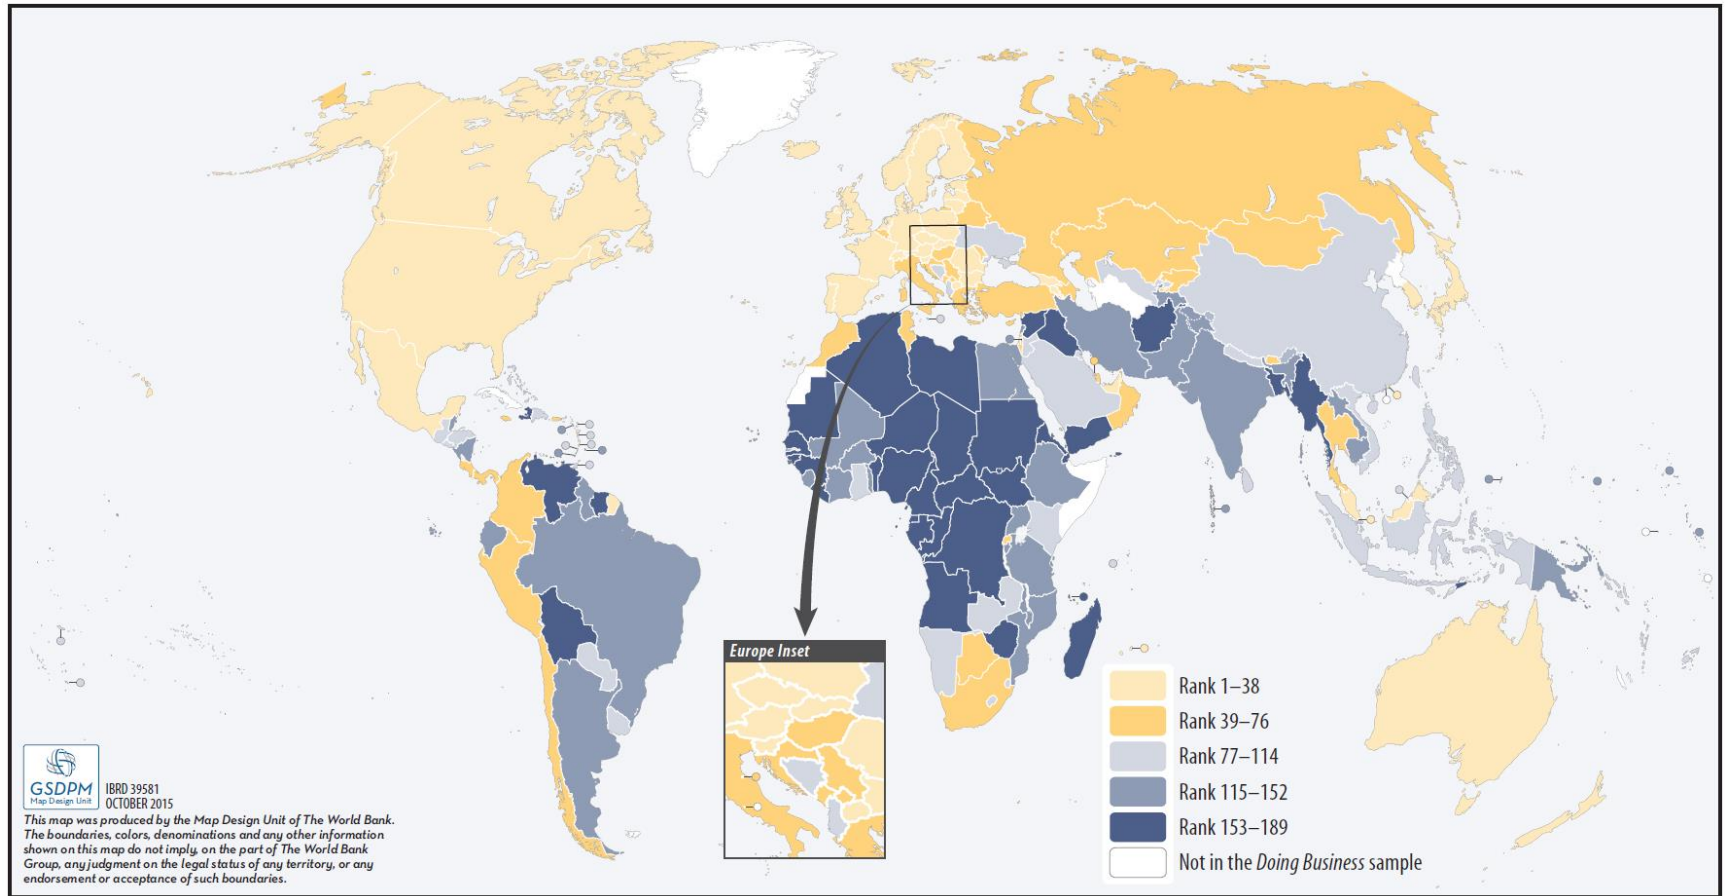 Europe Inset
Rank 1–38
Rank 39–76
Rank 77–114
Rank 115–152
Rank 153–189
Not in the Doing Business sample
GSDPM
Map Design Unit
IBRD 39581
OCTOBER 2015
This map was produced by the Map Design Unit of The World Bank.
The boundaries, colors, denominations and any other information
shown on this map do not imply, on the part of The World Bank
Group, any judgment on the legal status of any territory, or any
endorsement or acceptance of such boundaries.